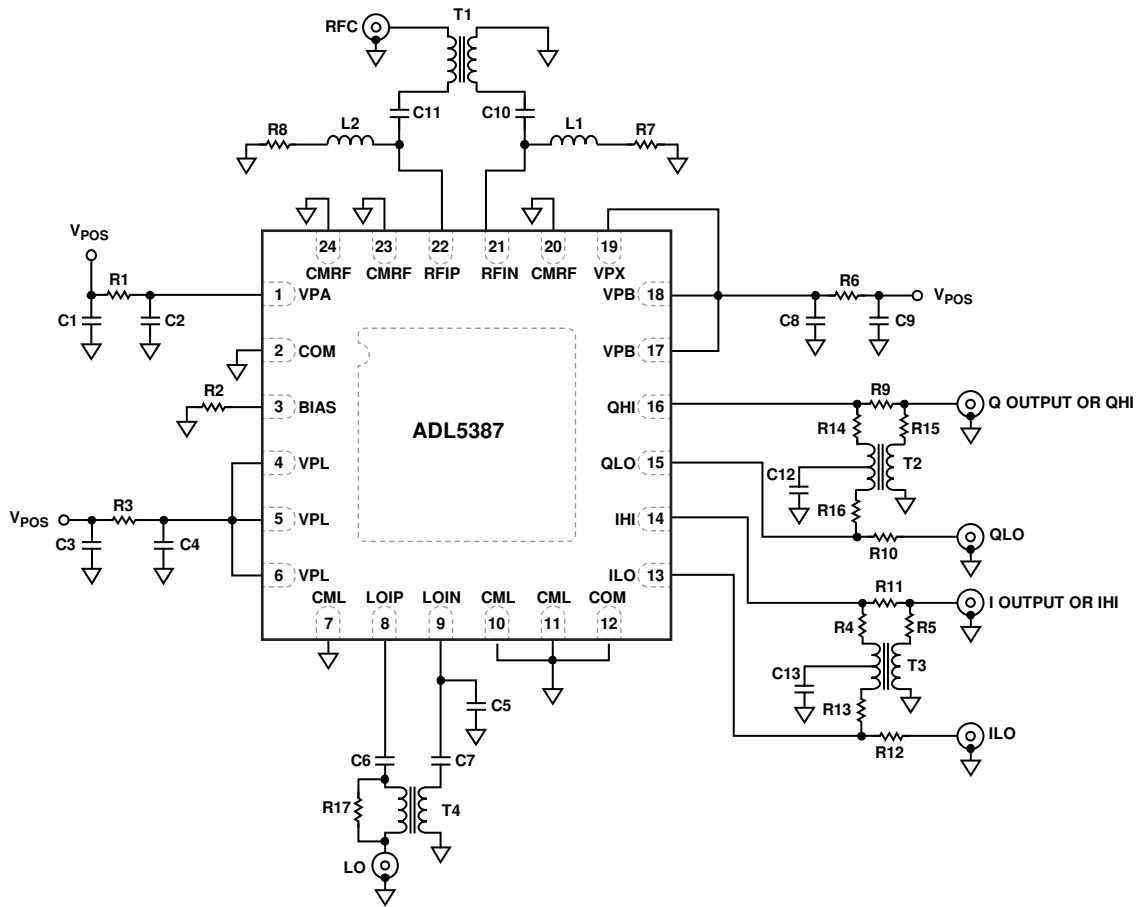 RFC
T1
C11
C10
R8
L2
L1
R7
VPOS
R1
C1
C2
24
23
22
21
20
19
CMRF
CMRF
RFIP
RFIN
CMRF
VPX
1 VPA
2 COM
R2
3 BIAS
4 VPL
VPOS
R3
5 VPL
C3
C4
6 VPL
ADL5387
VPB 18
R6
VPOS
C8
C9
VPB 17
QHI 16
R9
Q OUTPUT OR QHI
R14
R15
QLO 15
C12
T2
R16
IHI 14
R10
QLO
ILO 13
R11
I OUTPUT OR IHI
R4
R5
C13
T3
R13
R12
ILO
CML
LOIP
LOIN
CML
CML
COM
7
8
9
10
11
12
C5
C6
C7
R17
T4
LO